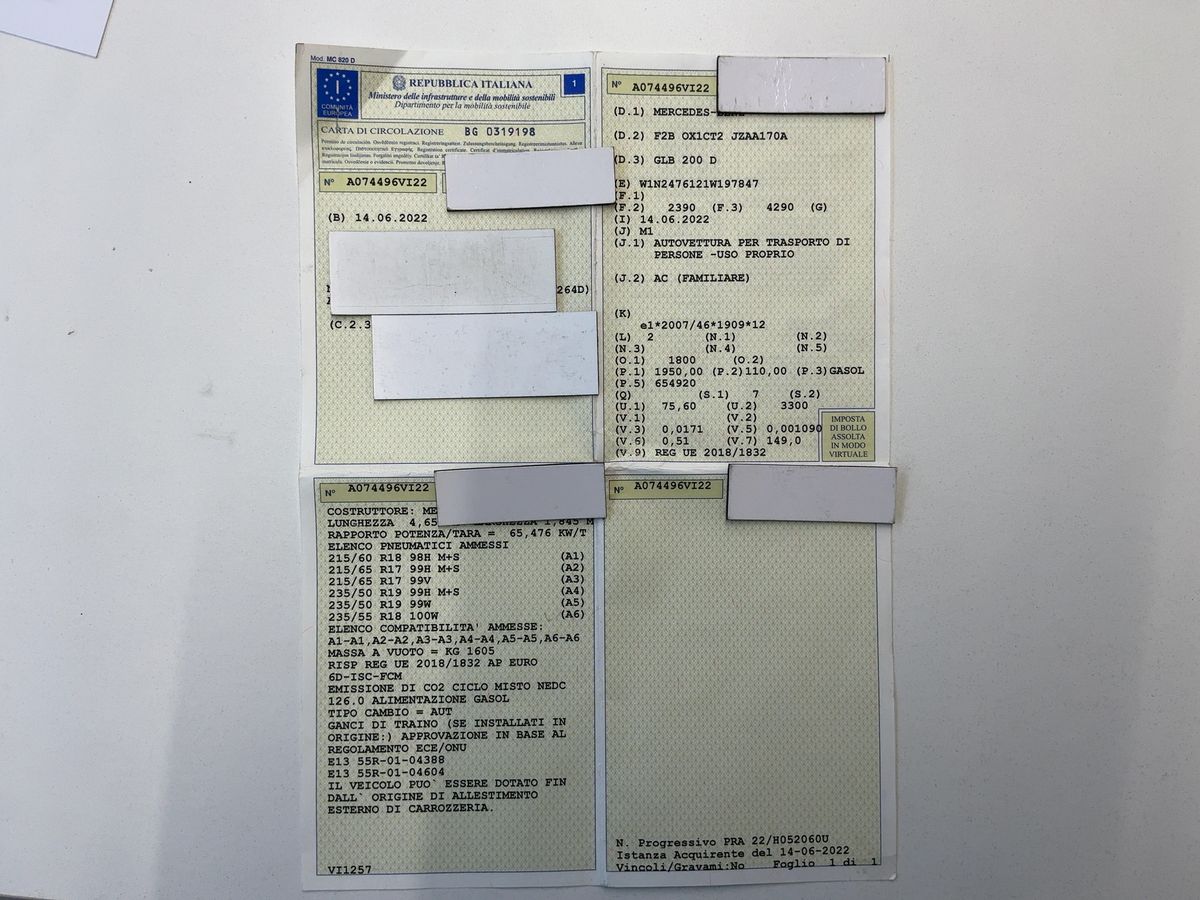 Mod. MC 820 D
REPUBBLICA ITALIANA
1
Ministero delle infrastrutture e della mobilità sostenibili
Dipartimento per la mobilità sostenibile
I
COMUNITÀ
EUROPEA
CARTA DI CIRCOLAZIONE BG 0319198
N° A074496VI22
(B) 14.06.2022
264D)
(C.2.3
N° A074496VI22
(D.1) MERCEDES-BENZ
(D.2) F2B OX1CT2 JZAA170A
(D.3) GLB 200 D
(E) W1N2476121W197847
(F.1)
(F.2) 2390 (F.3) 4290 (G)
(I) 14.06.2022
(J) M1
(J.1) AUTOVETTURA PER TRASPORTO DI
PERSONE -USO PROPRIO
(J.2) AC (FAMILIARE)
(K)
e1*2007/46*1909*12
(L) 2 (N.1) (N.2)
(N.3) (N.4) (N.5)
(O.1) 1800 (O.2)
(P.1) 1950,00 (P.2)110,00 (P.3)GASOL
(P.5) 654920
(Q) (S.1) 7 (S.2)
(U.1) 75,60 (U.2) 3300
(V.1) (V.2)
(V.3) 0,0171 (V.5) 0,001090
(V.6) 0,51 (V.7) 149,0
(V.9) REG UE 2018/1832
IMPOSTA
DI BOLLO
ASSOLTA
IN MODO
VIRTUALE
N° A074496VI22
COSTRUTTORE: ME
LUNGHEZZA 4,65 LARGHEZZA 1,845 M
RAPPORTO POTENZA/TARA = 65,476 KW/T
ELENCO PNEUMATICI AMMESSI
215/60 R18 98H M+S (A1)
215/65 R17 99H M+S (A2)
215/65 R17 99V (A3)
235/50 R19 99H M+S (A4)
235/50 R19 99W (A5)
235/55 R18 100W (A6)
ELENCO COMPATIBILITA' AMMESSE:
A1-A1,A2-A2,A3-A3,A4-A4,A5-A5,A6-A6
MASSA A VUOTO = KG 1605
RISP REG UE 2018/1832 AP EURO
6D-ISC-FCM
EMISSIONE DI CO2 CICLO MISTO NEDC
126.0 ALIMENTAZIONE GASOL
TIPO CAMBIO = AUT
GANCI DI TRAINO (SE INSTALLATI IN
ORIGINE:) APPROVAZIONE IN BASE AL
REGOLAMENTO ECE/ONU
E13 55R-01-04388
E13 55R-01-04604
IL VEICOLO PUO` ESSERE DOTATO FIN
DALL` ORIGINE DI ALLESTIMENTO
ESTERNO DI CARROZZERIA.
VI1257
N° A074496VI22
N. Progressivo PRA 22/H052060U
Istanza Acquirente del 14-06-2022
Vincoli/Gravami:No Foglio 1 di 1